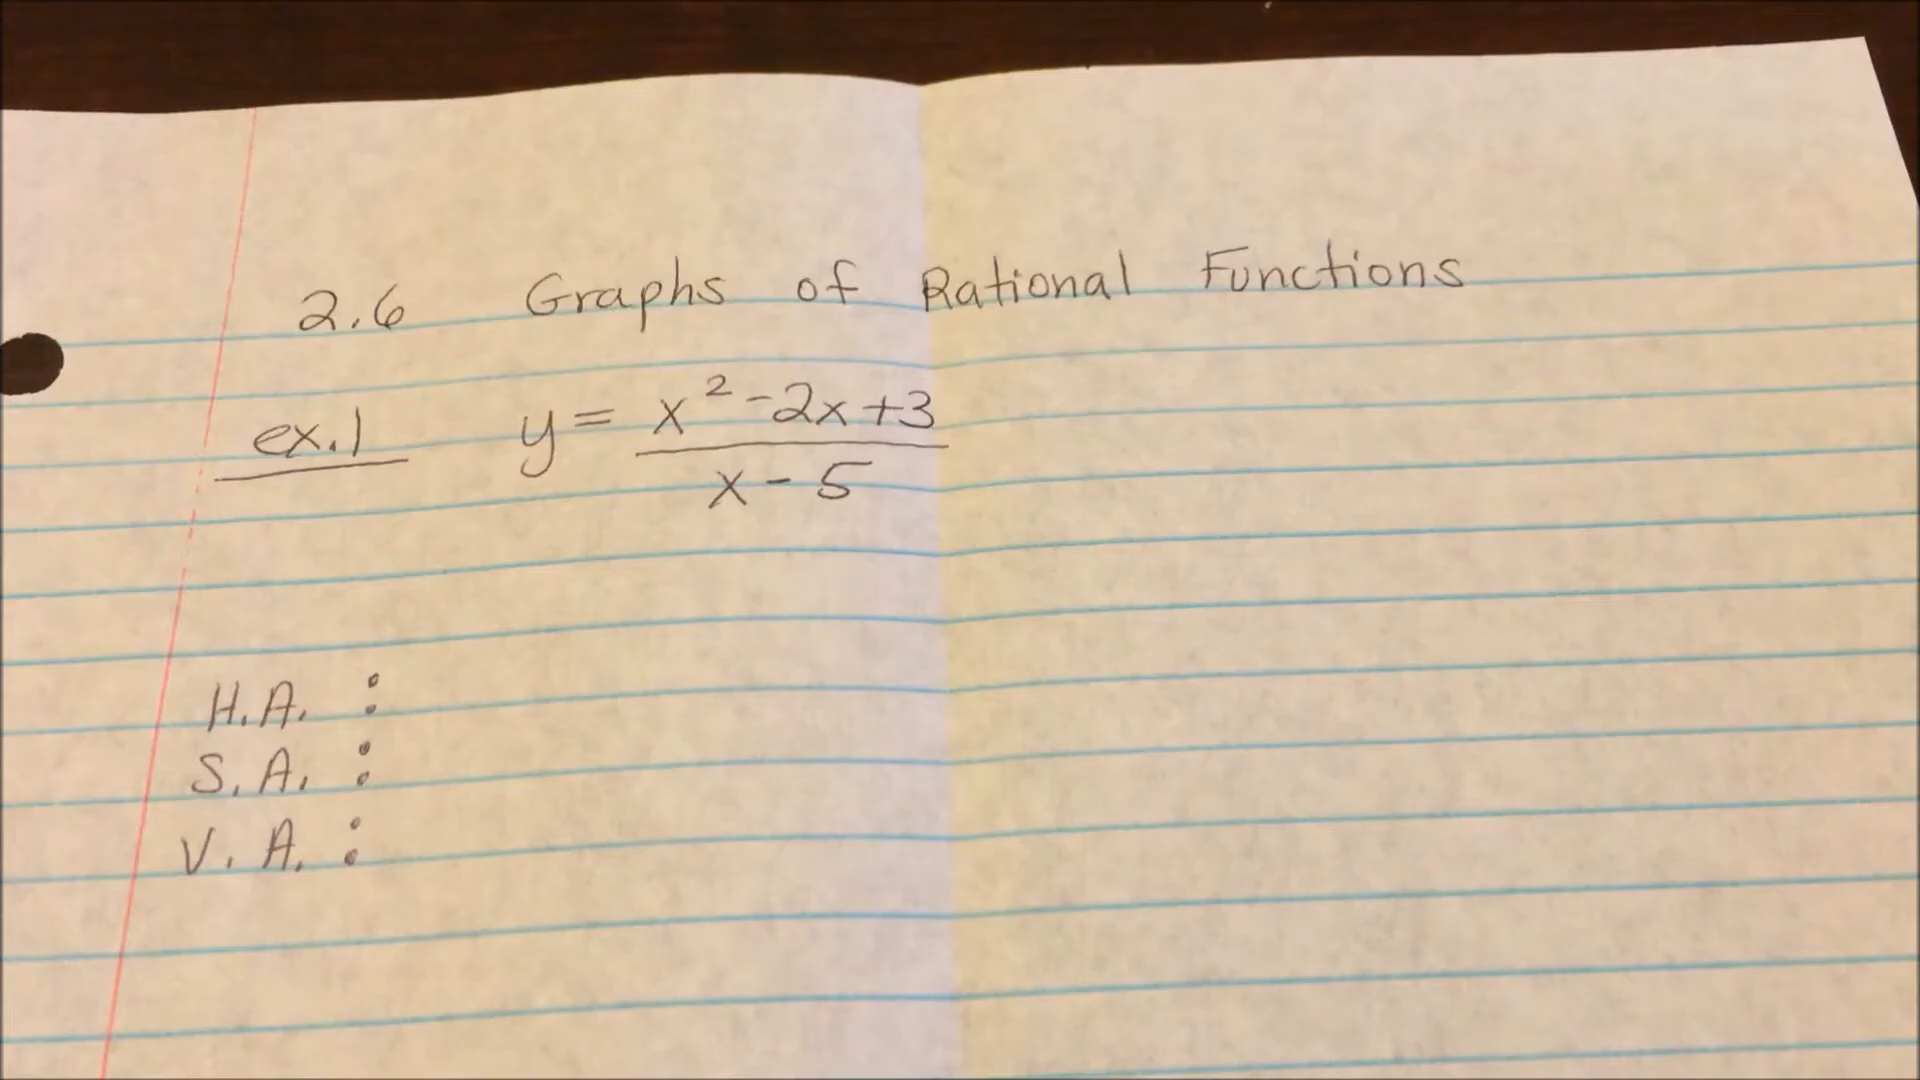 2.6 Graphs of Rational Functions
ex.1 y = x²-2x+3
x-5
H.A. :
S.A. :
V.A. :